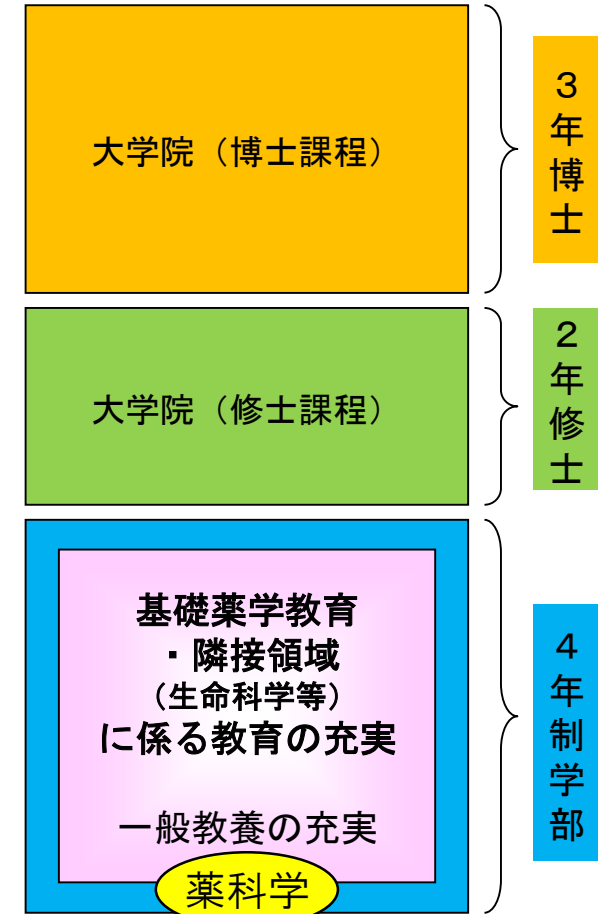 大学院（博士課程）
３年博士
大学院（修士課程）
２年修士
基礎薬学教育
・隣接領域
（生命科学等）
に係る教育の充実
一般教養の充実
薬科学
４年制学部